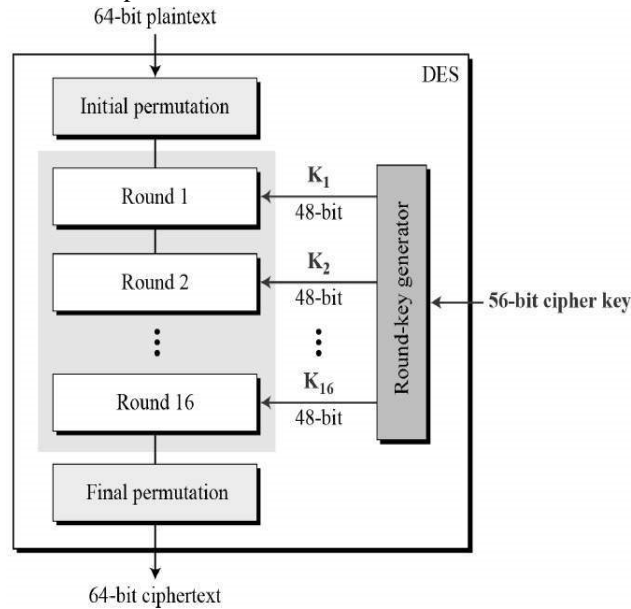 64-bit plaintext
DES
Initial permutation
Round 1
K₁
48-bit
Round 2
K₂
48-bit
Round-key generator
56-bit cipher key
Round 16
K₁₆
48-bit
Final permutation
64-bit ciphertext